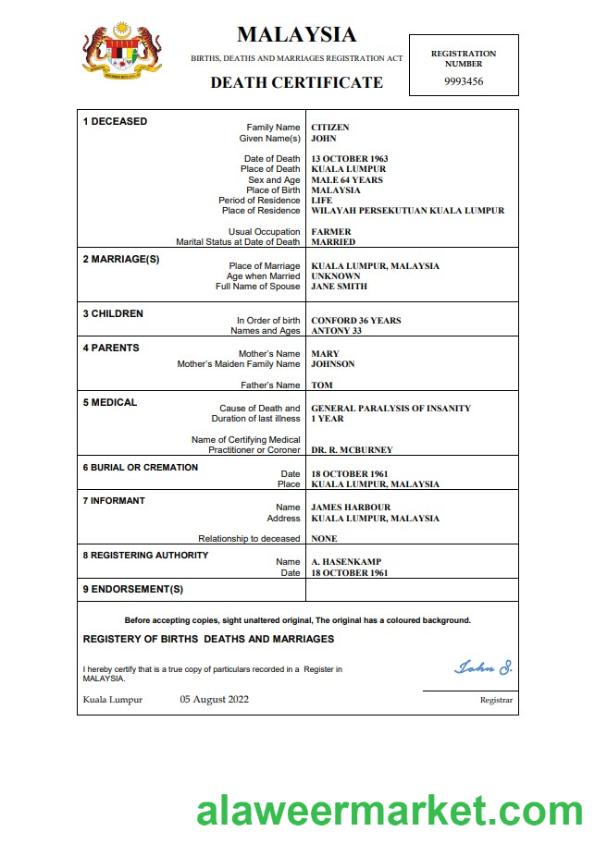 MALAYSIA
BIRTHS, DEATHS AND MARRIAGES REGISTRATION ACT
DEATH CERTIFICATE
REGISTRATION
NUMBER
9993456
1 DECEASED
Family Name CITIZEN
Given Name(s) JOHN
Date of Death 13 OCTOBER 1963
Place of Death KUALA LUMPUR
Sex and Age MALE 64 YEARS
Place of Birth MALAYSIA
Period of Residence LIFE
Place of Residence WILAYAH PERSEKUTUAN KUALA LUMPUR
Usual Occupation FARMER
Marital Status at Date of Death MARRIED
2 MARRIAGE(S)
Place of Marriage KUALA LUMPUR, MALAYSIA
Age when Married UNKNOWN
Full Name of Spouse JANE SMITH
3 CHILDREN
In Order of birth CONFORD 36 YEARS
Names and Ages ANTONY 33
4 PARENTS
Mother's Name MARY
Mother's Maiden Family Name JOHNSON
Father's Name TOM
5 MEDICAL
Cause of Death and GENERAL PARALYSIS OF INSANITY
Duration of last illness 1 YEAR
Name of Certifying Medical
Practitioner or Coroner DR. R. MCBURNEY
6 BURIAL OR CREMATION
Date 18 OCTOBER 1961
Place KUALA LUMPUR, MALAYSIA
7 INFORMANT
Name JAMES HARBOUR
Address KUALA LUMPUR, MALAYSIA
Relationship to deceased NONE
8 REGISTERING AUTHORITY
Name A. HASENKAMP
Date 18 OCTOBER 1961
9 ENDORSEMENT(S)
Before accepting copies, sight unaltered original, The original has a coloured background.
REGISTERY OF BIRTHS DEATHS AND MARRIAGES
I hereby certify that is a true copy of particulars recorded in a Register in
MALAYSIA.
John S.
Kuala Lumpur 05 August 2022
Registrar
alaweermarket.com